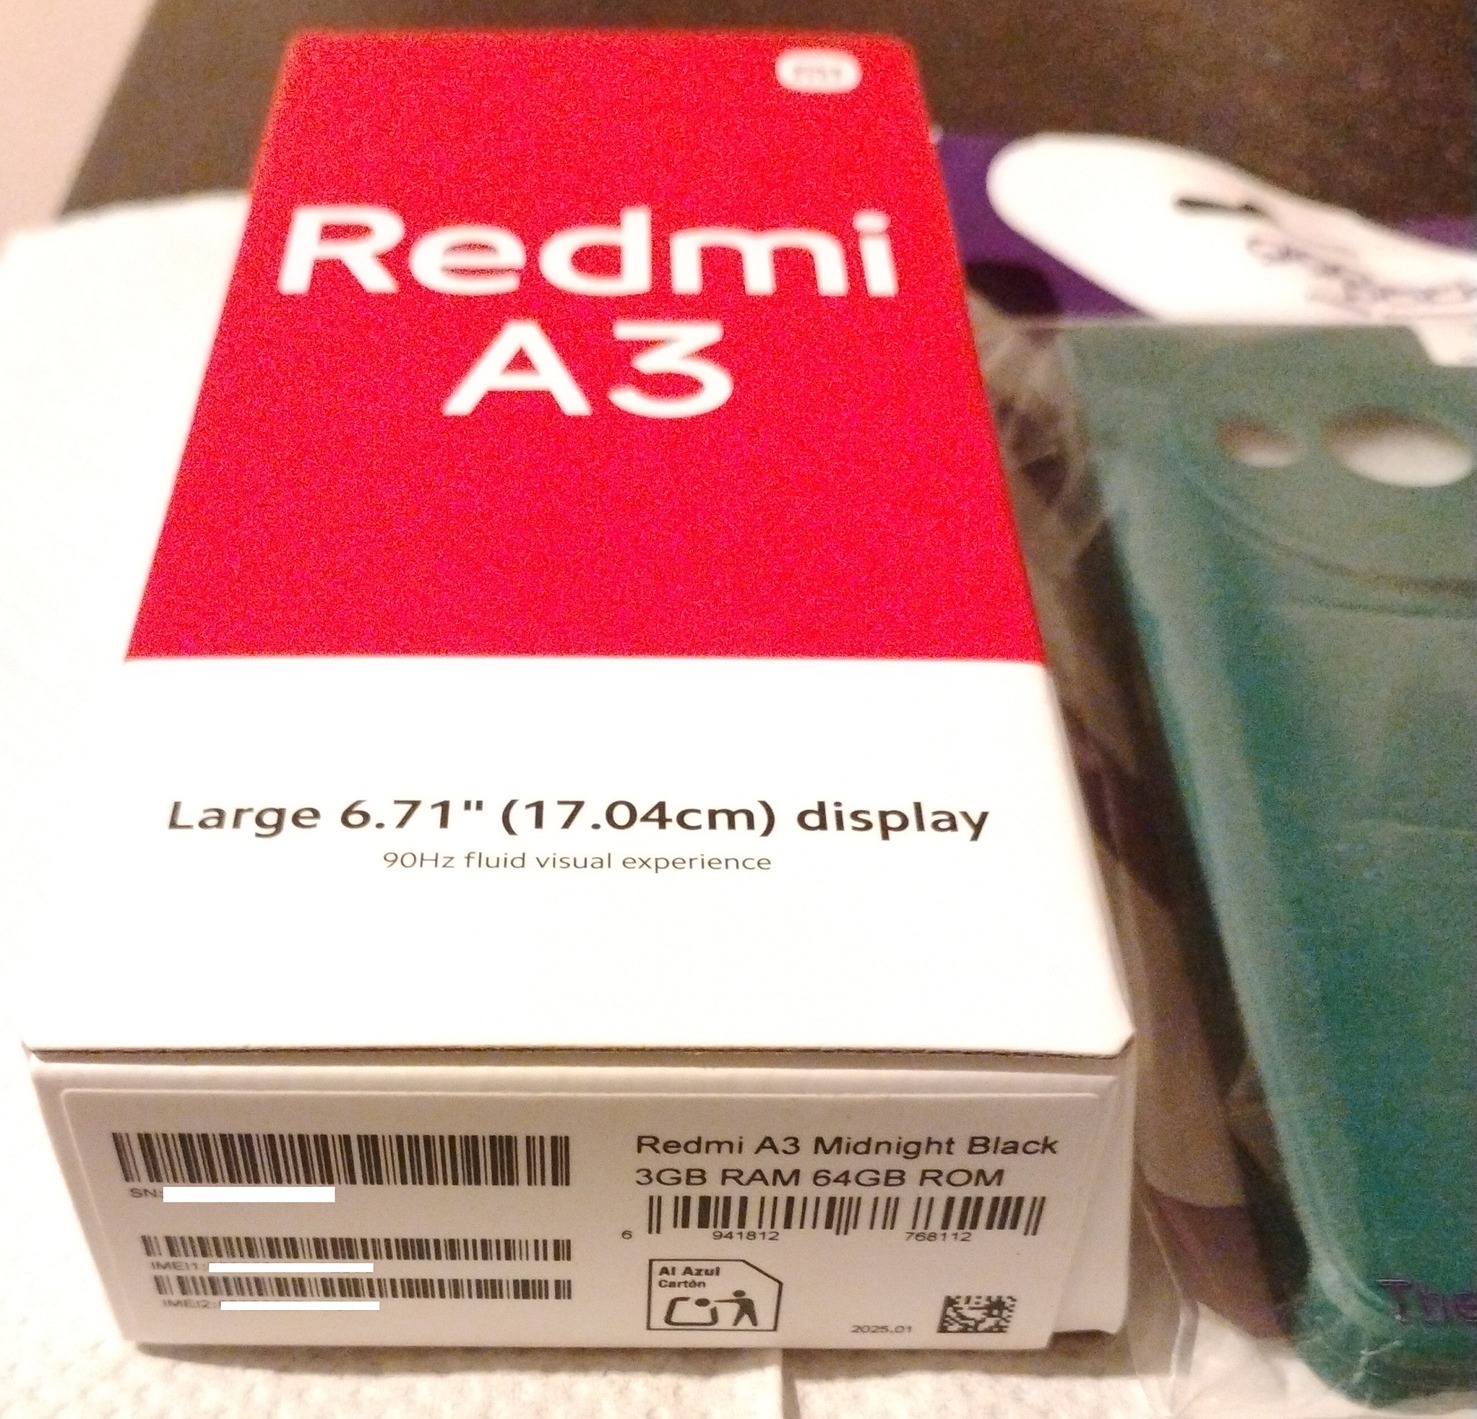 Redmi
A3
Large 6.71" (17.04cm) display
90Hz fluid visual experience
SN:
IMEI1:
IMEI2:
Redmi A3 Midnight Black
3GB RAM 64GB ROM
6 941812 768112
Al Azul
Cartón
2025.01